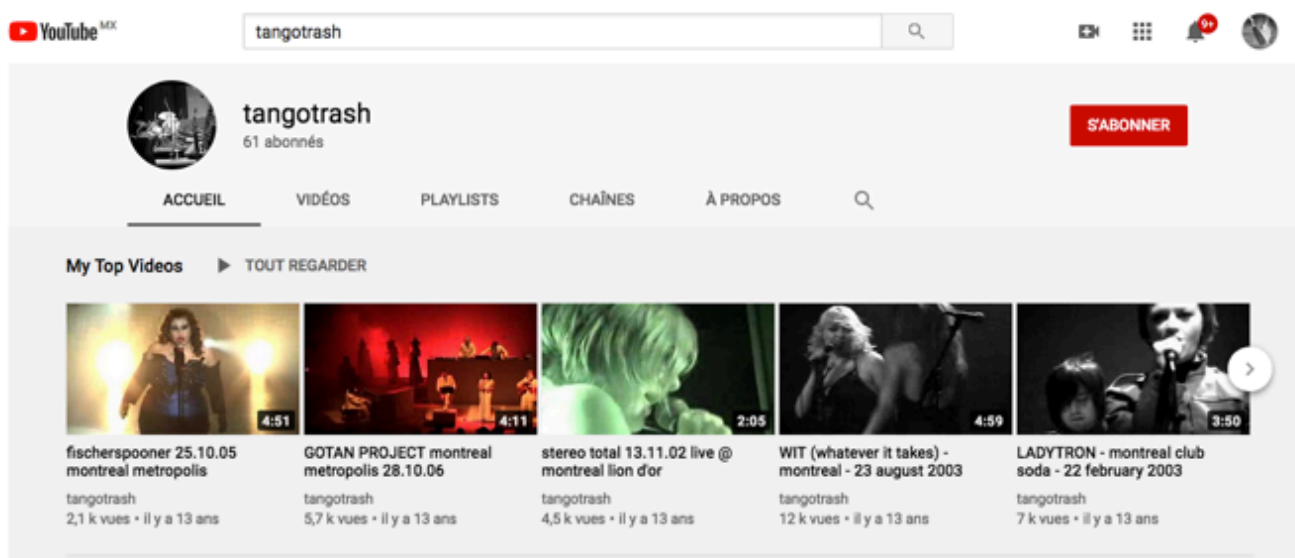 YouTube MX
tangotrash
9+
tangotrash
61 abonnés
S'ABONNER
ACCUEIL VIDÉOS PLAYLISTS CHAÎNES À PROPOS
My Top Videos TOUT REGARDER
4:51
4:11
2:05
4:59
3:50
fischerspooner 25.10.05
montreal metropolis
tangotrash
2,1 k vues • il y a 13 ans
GOTAN PROJECT montreal
metropolis 28.10.06
tangotrash
5,7 k vues • il y a 13 ans
stereo total 13.11.02 live @
montreal lion d'or
tangotrash
4,5 k vues • il y a 13 ans
WIT (whatever it takes) -
montreal - 23 august 2003
tangotrash
12 k vues • il y a 13 ans
LADYTRON - montreal club
soda - 22 february 2003
tangotrash
7 k vues • il y a 13 ans